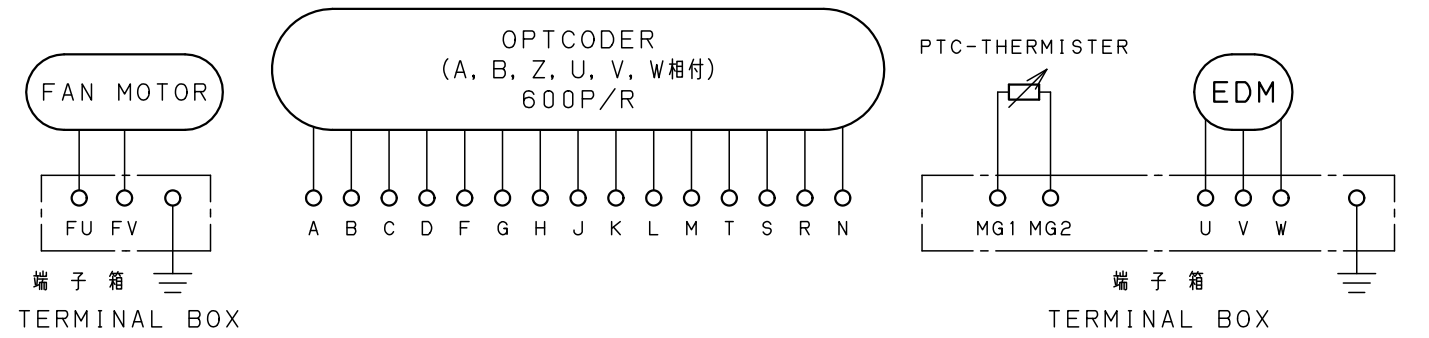 FAN MOTOR
FU FV
端 子 箱
TERMINAL BOX
OPTCODER
(A, B, Z, U, V, W相付)
600P/R
A B C D F G H J K L M T S R N
PTC-THERMISTER
EDM
MG1 MG2 U V W
端 子 箱
TERMINAL BOX